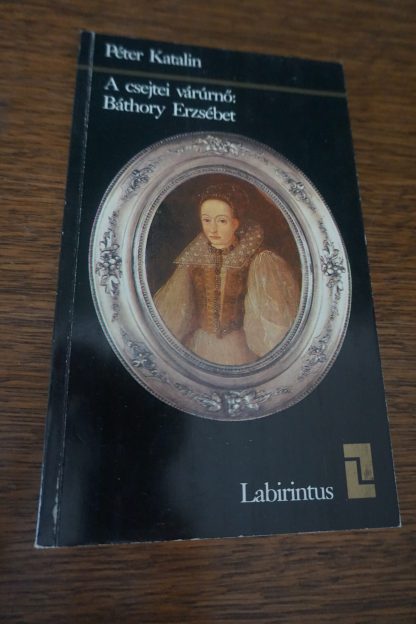 Péter Katalin
A csejtei várúrnő:
Báthory Erzsébet
Labirintus